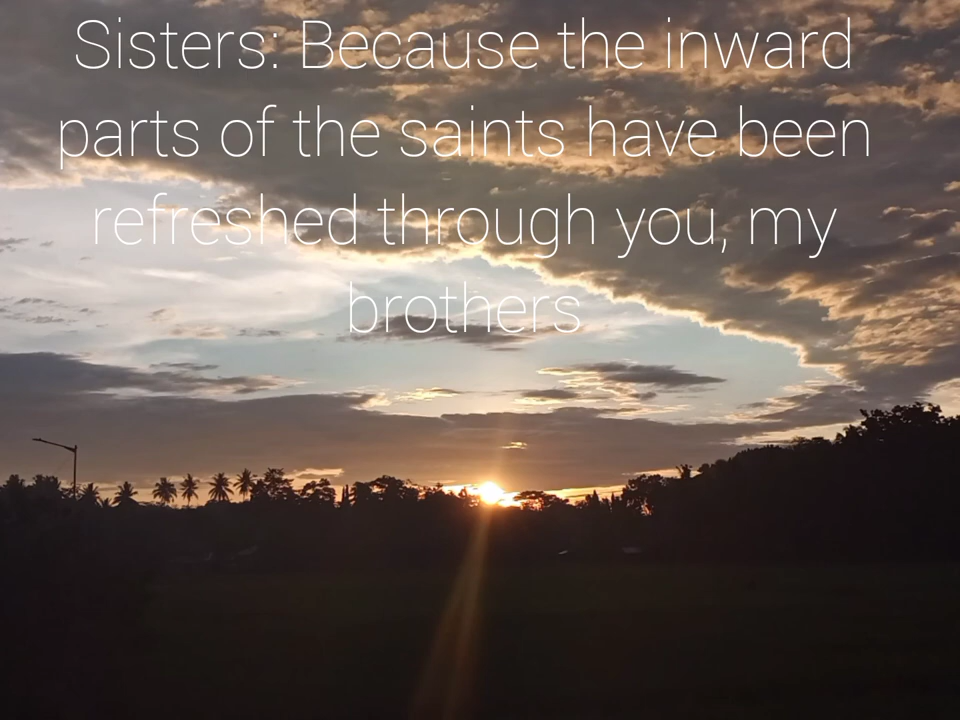 Sisters: Because the inward
parts of the saints have been
refreshed through you, my
brothers